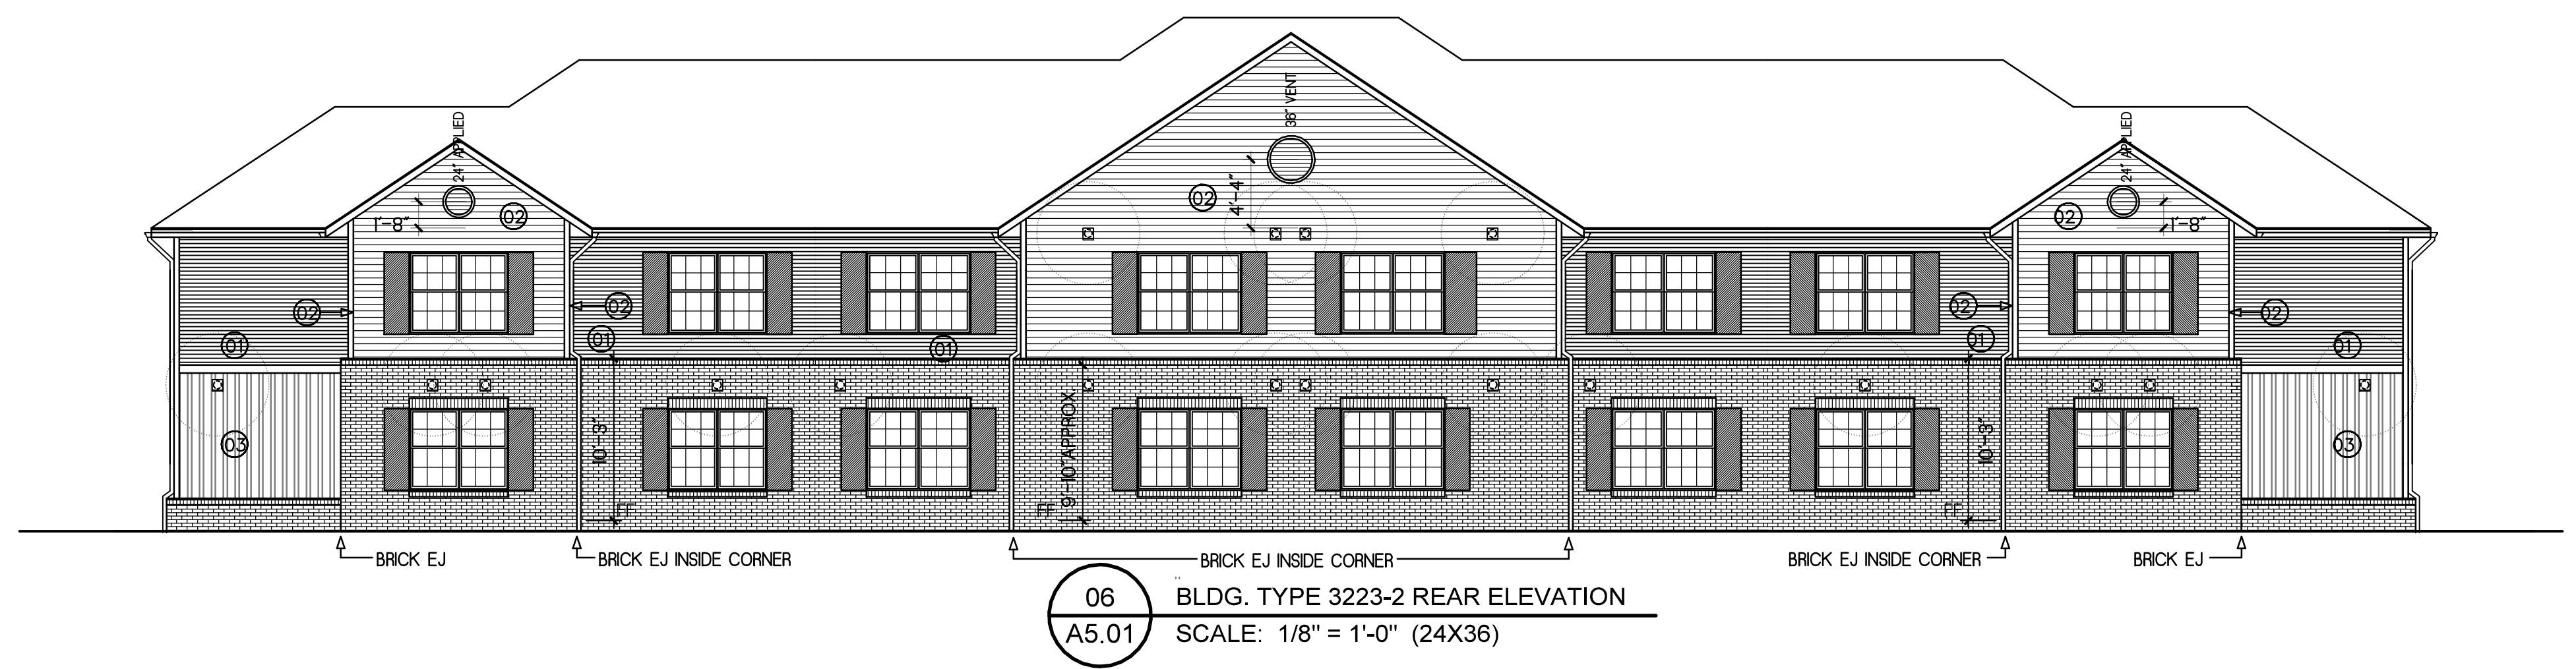 36" VENT
24" APPLIED
24" APPLIED
02
4'-4"
1'-8"
02
02
1'-8"
02
02
02
02
01
01
01
01
01
03
10'-3"
9'-10"APPROX.
10'-3"
03
FF
FF
FF
BRICK EJ
BRICK EJ INSIDE CORNER
BRICK EJ INSIDE CORNER
BRICK EJ INSIDE CORNER
BRICK EJ
06
BLDG. TYPE 3223-2 REAR ELEVATION
A5.01
SCALE: 1/8" = 1'-0" (24X36)